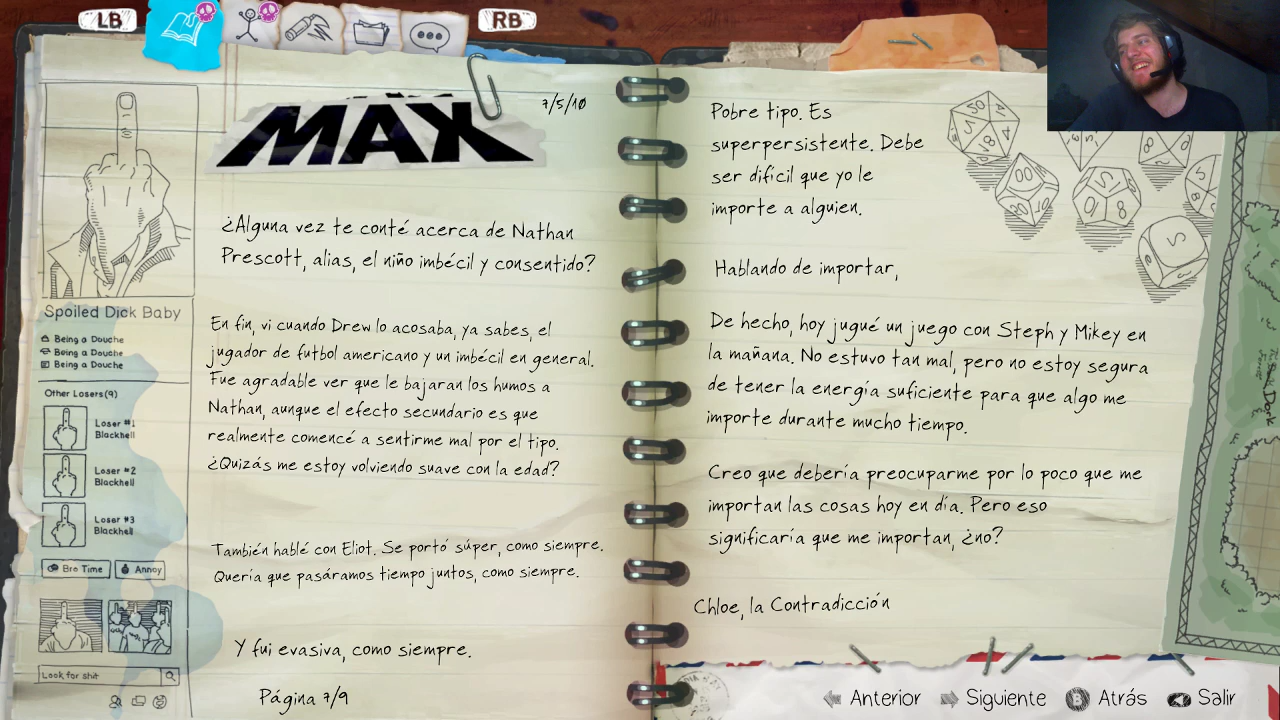 LB
RB
MAX
7/5/10
¿Alguna vez te conté acerca de Nathan
Prescott, alias, el niño imbécil y consentido?
En fin, vi cuando Drew lo acosaba, ya sabes, el
jugador de futbol americano y un imbécil en general.
Fue agradable ver que le bajaran los humos a
Nathan, aunque el efecto secundario es que
realmente comencé a sentirme mal por el tipo.
¿Quizás me estoy volviendo suave con la edad?
También hablé con Eliot. Se portó súper, como siempre.
Quería que pasáramos tiempo juntos, como siempre.
Y fui evasiva, como siempre.
Página 7/9
Spoiled Dick Baby
Being a Douche
Being a Douche
Being a Douche
Other Losers(9)
Loser #1
Blackhell
Loser #2
Blackhell
Loser #3
Blackhell
Bro Time
Annoy
Look for shit
Pobre tipo. Es
superpersistente. Debe
ser difícil que yo le
importe a alguien.
Hablando de importar,
De hecho, hoy jugué un juego con Steph y Mikey en
la mañana. No estuvo tan mal, pero no estoy segura
de tener la energía suficiente para que algo me
importe durante mucho tiempo.
Creo que debería preocuparme por lo poco que me
importan las cosas hoy en día. Pero eso
significaría que me importan, ¿no?
Chloe, la Contradicción
Anterior
Siguiente
B Atrás
Salir